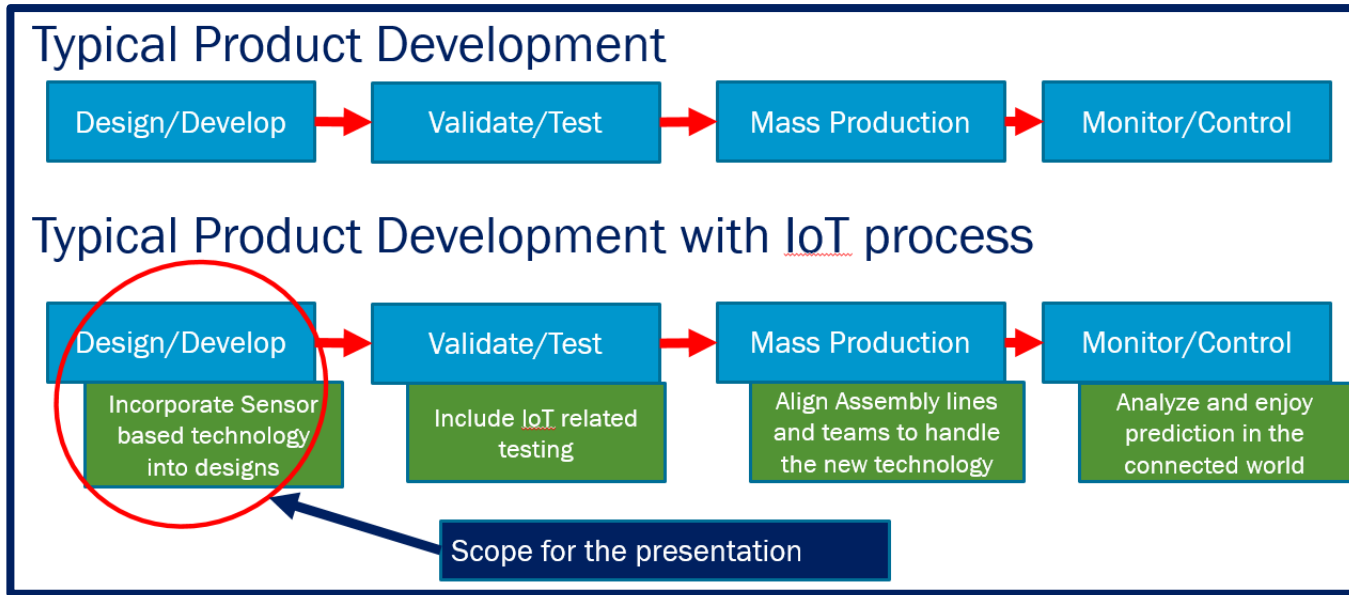 Typical Product Development
Design/Develop
Validate/Test
Mass Production
Monitor/Control
Typical Product Development with IoT process
Design/Develop
Validate/Test
Mass Production
Monitor/Control
Incorporate Sensor
based technology
into designs
Include IoT related
testing
Align Assembly lines
and teams to handle
the new technology
Analyze and enjoy
prediction in the
connected world
Scope for the presentation